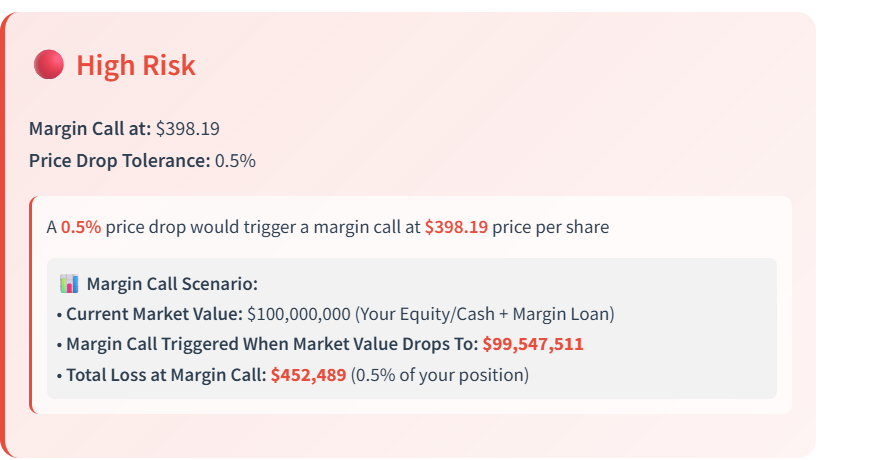 High Risk
Margin Call at: $398.19
Price Drop Tolerance: 0.5%
A 0.5% price drop would trigger a margin call at $398.19 price per share
Margin Call Scenario:
• Current Market Value: $100,000,000 (Your Equity/Cash + Margin Loan)
• Margin Call Triggered When Market Value Drops To: $99,547,511
• Total Loss at Margin Call: $452,489 (0.5% of your position)